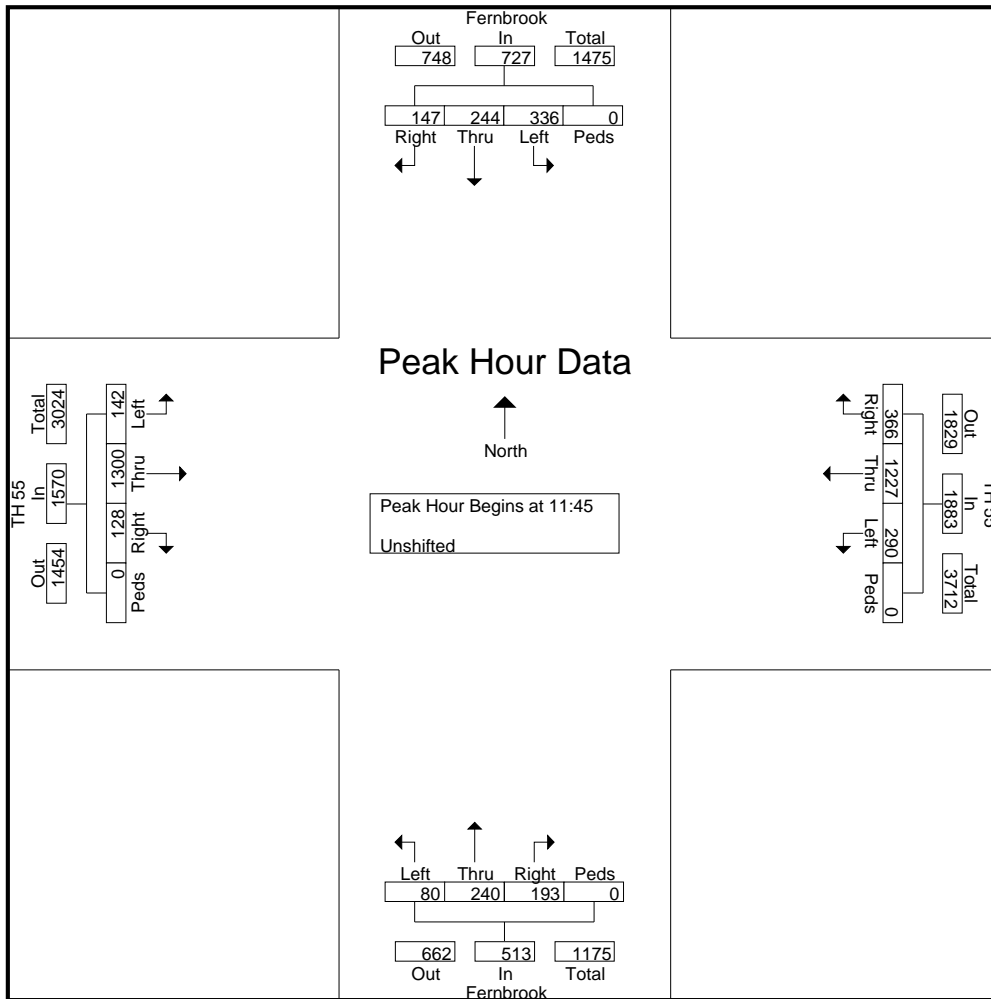 Fernbrook
Out In Total
748 727 1475
147 244 336 0
Right Thru Left Peds
Peak Hour Data
North
Peak Hour Begins at 11:45
Unshifted
TH 55
Total In Out
3024 1570 1454
142 1300 128 0
Left Thru Right Peds
Right Thru Left Peds
366 1227 290 0
Out In Total
1829 1883 3712
TH 55
Left Thru Right Peds
80 240 193 0
662 513 1175
Out In Total
Fernbrook